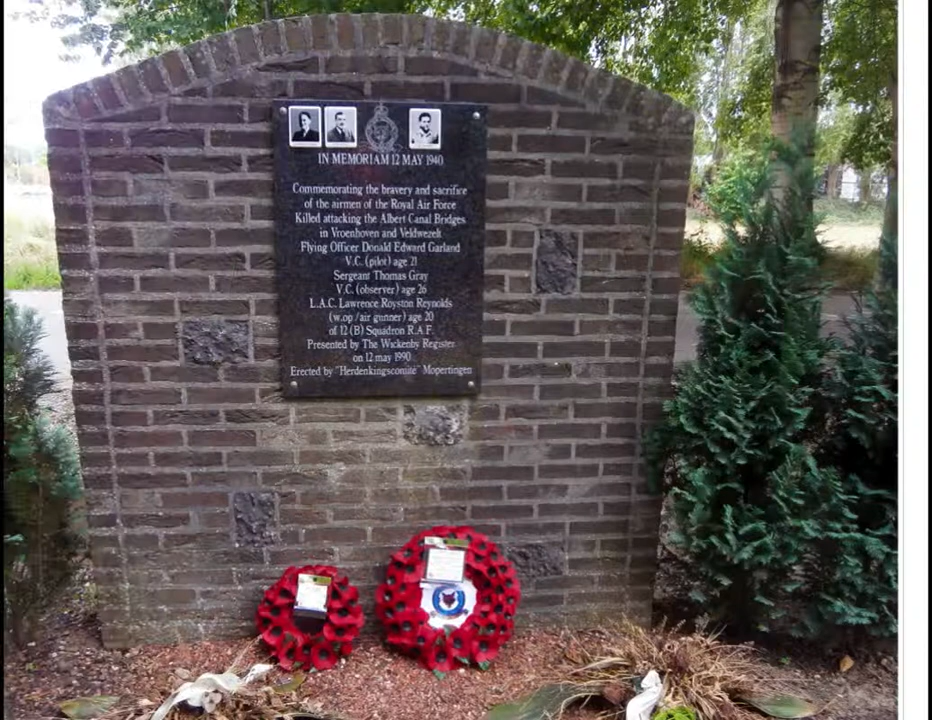 IN MEMORIAM 12 MAY 1940
Commemorating the bravery and sacrifice
of the airmen of the Royal Air Force
Killed attacking the Albert Canal Bridges
in Vroenhoven and Veldwezelt
Flying Officer Donald Edward Garland
V.C. (pilot) age 21
Sergeant Thomas Gray
V.C. (observer) age 26
L.A.C. Lawrence Royston Reynolds
(w.op/air gunner) age 20
of 12 (B) Squadron R.A.F.
Presented by The Wickenby Register
on 12 may 1990
Erected by "Herdenkingscomité" Mopertingen